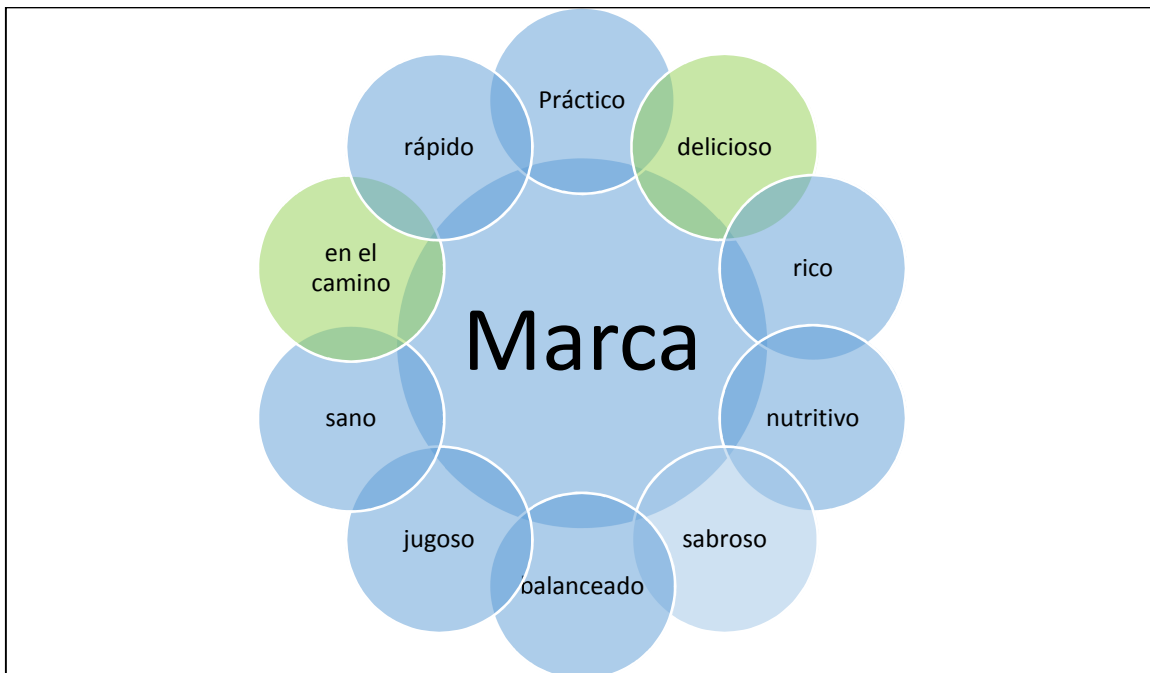 Práctico
delicioso
rico
nutritivo
sabroso
balanceado
jugoso
sano
en el
camino
rápido
Marca